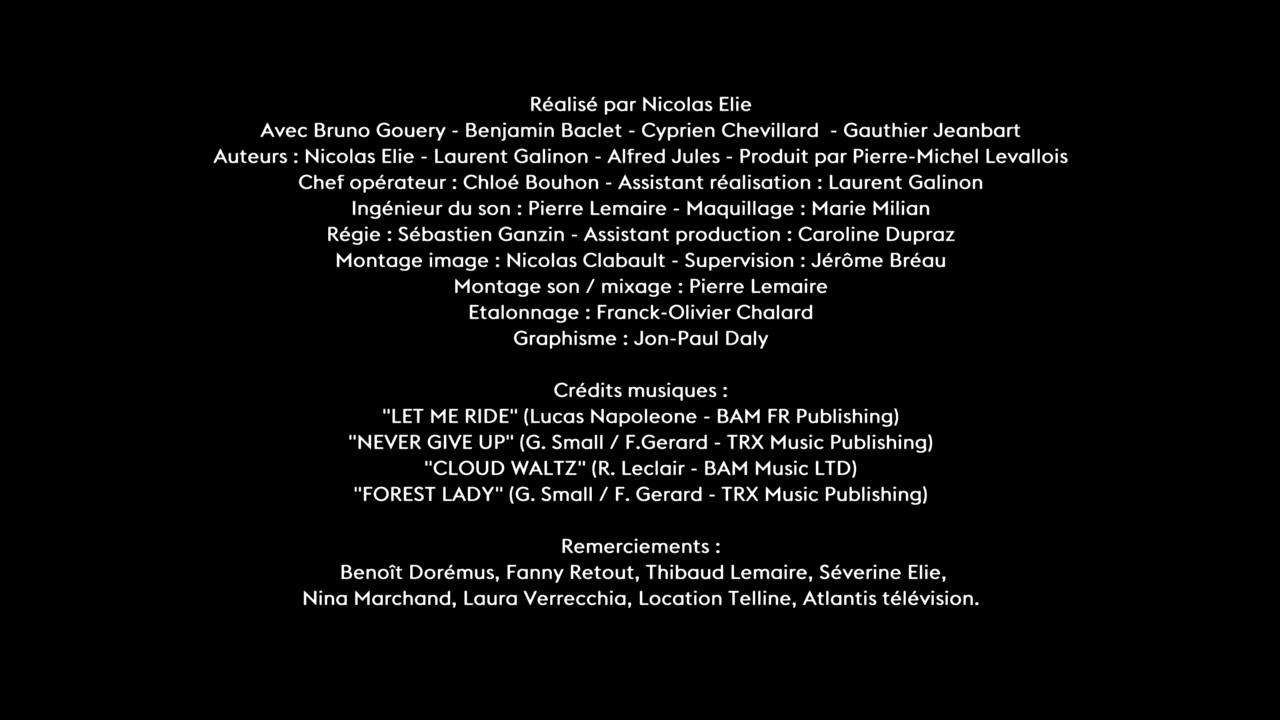 Réalisé par Nicolas Elie
Avec Bruno Gouery - Benjamin Baclet - Cyprien Chevillard  - Gauthier Jeanbart
Auteurs : Nicolas Elie - Laurent Galinon - Alfred Jules - Produit par Pierre-Michel Levallois
Chef opérateur : Chloé Bouhon - Assistant réalisation : Laurent Galinon
Ingénieur du son : Pierre Lemaire - Maquillage : Marie Milian
Régie : Sébastien Ganzin - Assistant production : Caroline Dupraz
Montage image : Nicolas Clabault - Supervision : Jérôme Bréau
Montage son / mixage : Pierre Lemaire
Etalonnage : Franck-Olivier Chalard
Graphisme : Jon-Paul Daly
Crédits musiques :
"LET ME RIDE" (Lucas Napoleone - BAM FR Publishing)
"NEVER GIVE UP" (G. Small / F.Gerard - TRX Music Publishing)
"CLOUD WALTZ" (R. Leclair - BAM Music LTD)
"FOREST LADY" (G. Small / F. Gerard - TRX Music Publishing)
Remerciements :
Benoît Dorémus, Fanny Retout, Thibaud Lemaire, Séverine Elie,
Nina Marchand, Laura Verrecchia, Location Telline, Atlantis télévision.